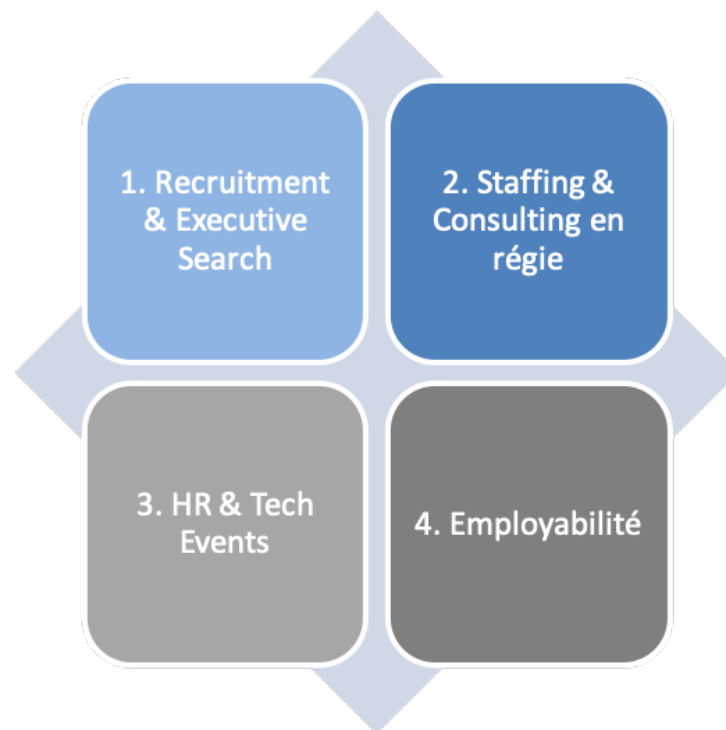 1. Recruitment
& Executive
Search
2. Staffing &
Consulting en
régie
3. HR & Tech
Events
4. Employabilité